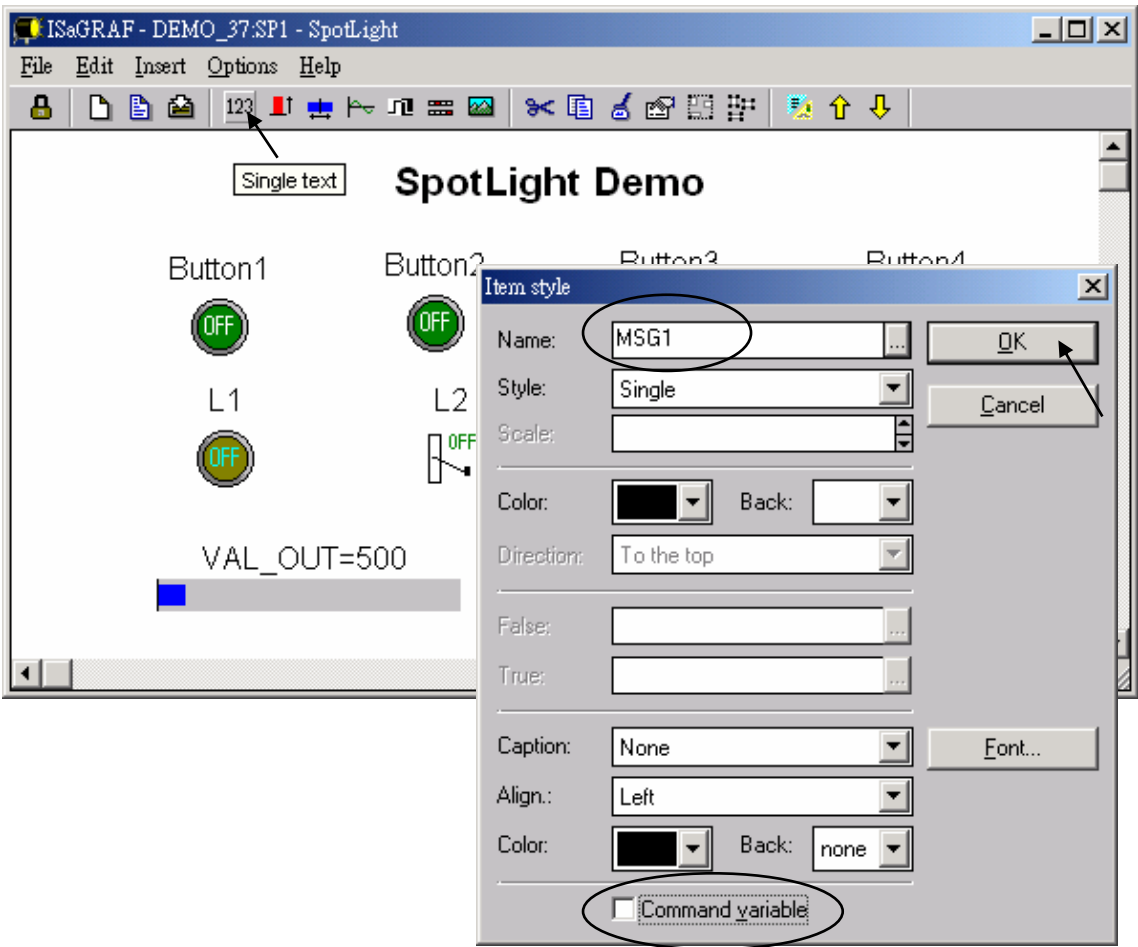 ISaGRAF - DEMO_37:SP1 - SpotLight
File Edit Insert Options Help
123
Single text
SpotLight Demo
Button1 Button2 Button3 Button4
OFF OFF
L1 L2
OFF OFF
VAL_OUT=500
Item style
Name: MSG1 ... OK
Style: Single Cancel
Scale:
Color: Back:
Direction: To the top
False: ...
True: ...
Caption: None Font...
Align.: Left
Color: Back: none
Command variable